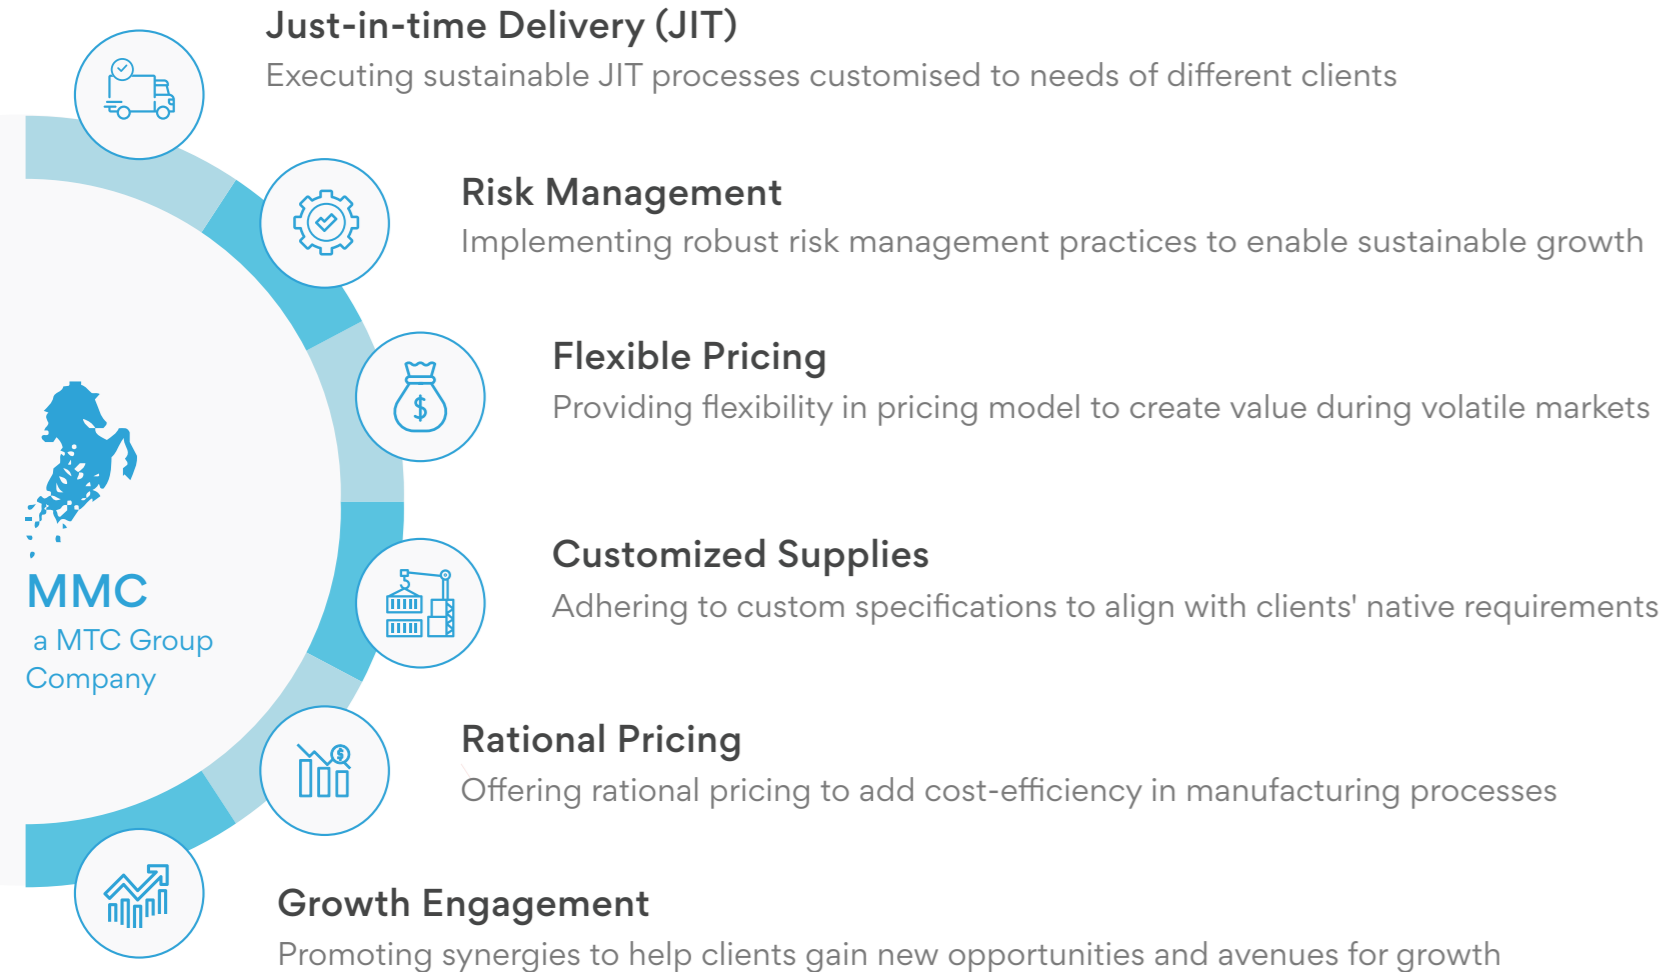 Just-in-time Delivery (JIT)
Executing sustainable JIT processes customised to needs of different clients
Risk Management
Implementing robust risk management practices to enable sustainable growth
Flexible Pricing
Providing flexibility in pricing model to create value during volatile markets
MMC
a MTC Group
Company
Customized Supplies
Adhering to custom specifications to align with clients' native requirements
Rational Pricing
Offering rational pricing to add cost-efficiency in manufacturing processes
Growth Engagement
Promoting synergies to help clients gain new opportunities and avenues for growth